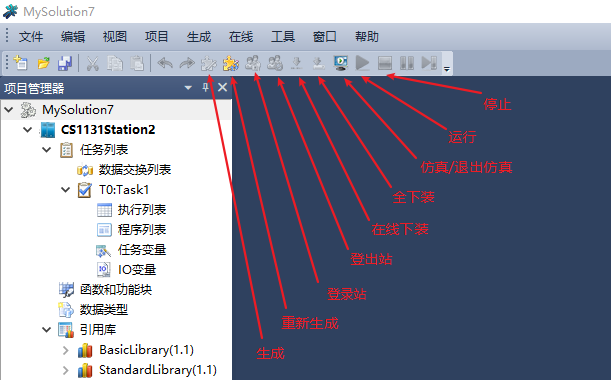 MySolution7
文件 编辑 视图 项目 生成 在线 工具 窗口 帮助
项目管理器
MySolution7
CS1131Station2
任务列表
数据交换列表
T0:Task1
执行列表
程序列表
任务变量
IO变量
函数和功能块
数据类型
引用库
BasicLibrary(1.1)
StandardLibrary(1.1)
停止
运行
仿真/退出仿真
全下装
在线下装
登出站
登录站
重新生成
生成